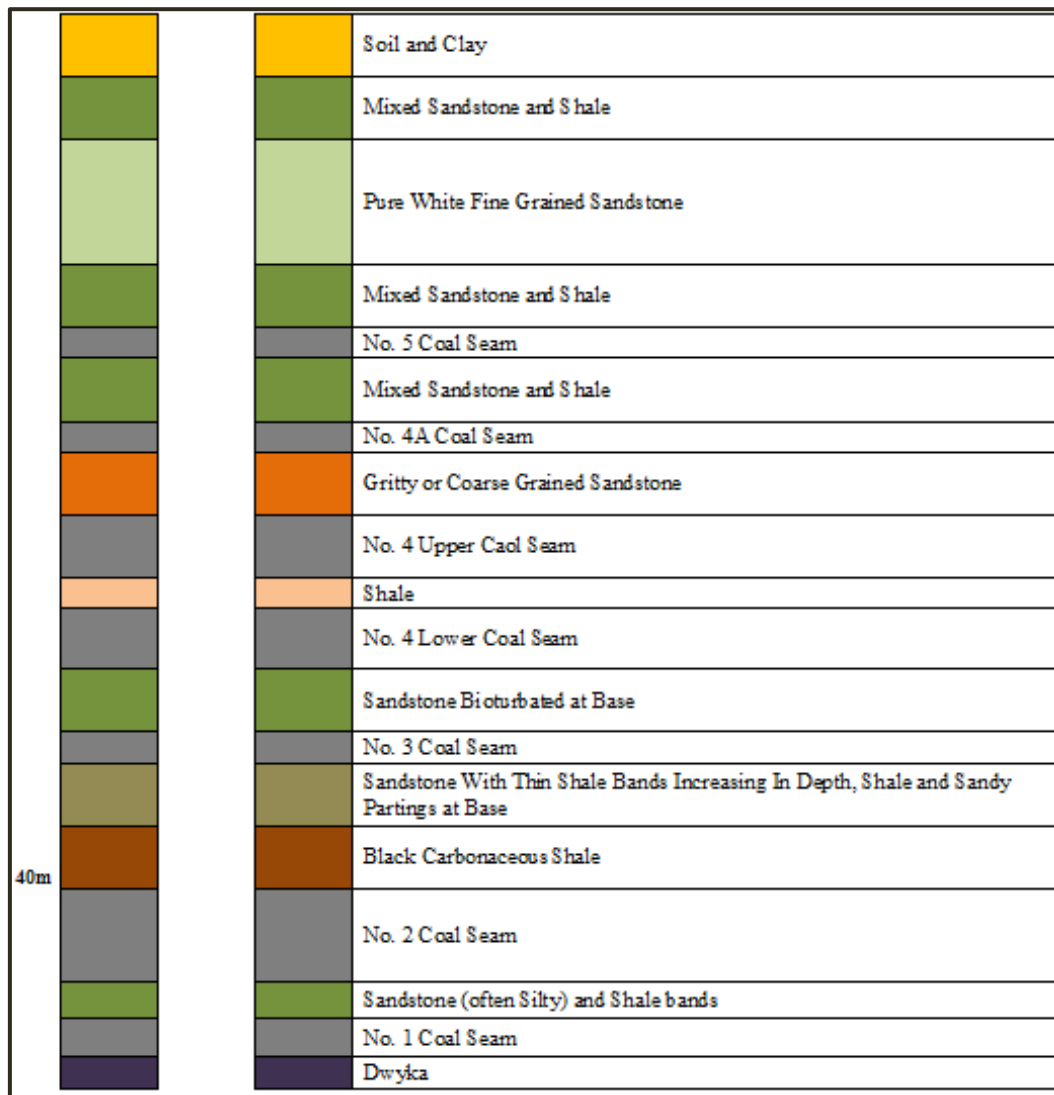 Soil and Clay
Mixed Sandstone and Shale
Pure White Fine Grained Sandstone
Mixed Sandstone and Shale
No. 5 Coal Seam
Mixed Sandstone and Shale
No. 4A Coal Seam
Gritty or Coarse Grained Sandstone
No. 4 Upper Caol Seam
Shale
No. 4 Lower Coal Seam
Sandstone Bioturbated at Base
No. 3 Coal Seam
Sandstone With Thin Shale Bands Increasing In Depth, Shale and Sandy
Partings at Base
Black Carbonaceous Shale
40m
No. 2 Coal Seam
Sandstone (often Silty) and Shale bands
No. 1 Coal Seam
Dwyka